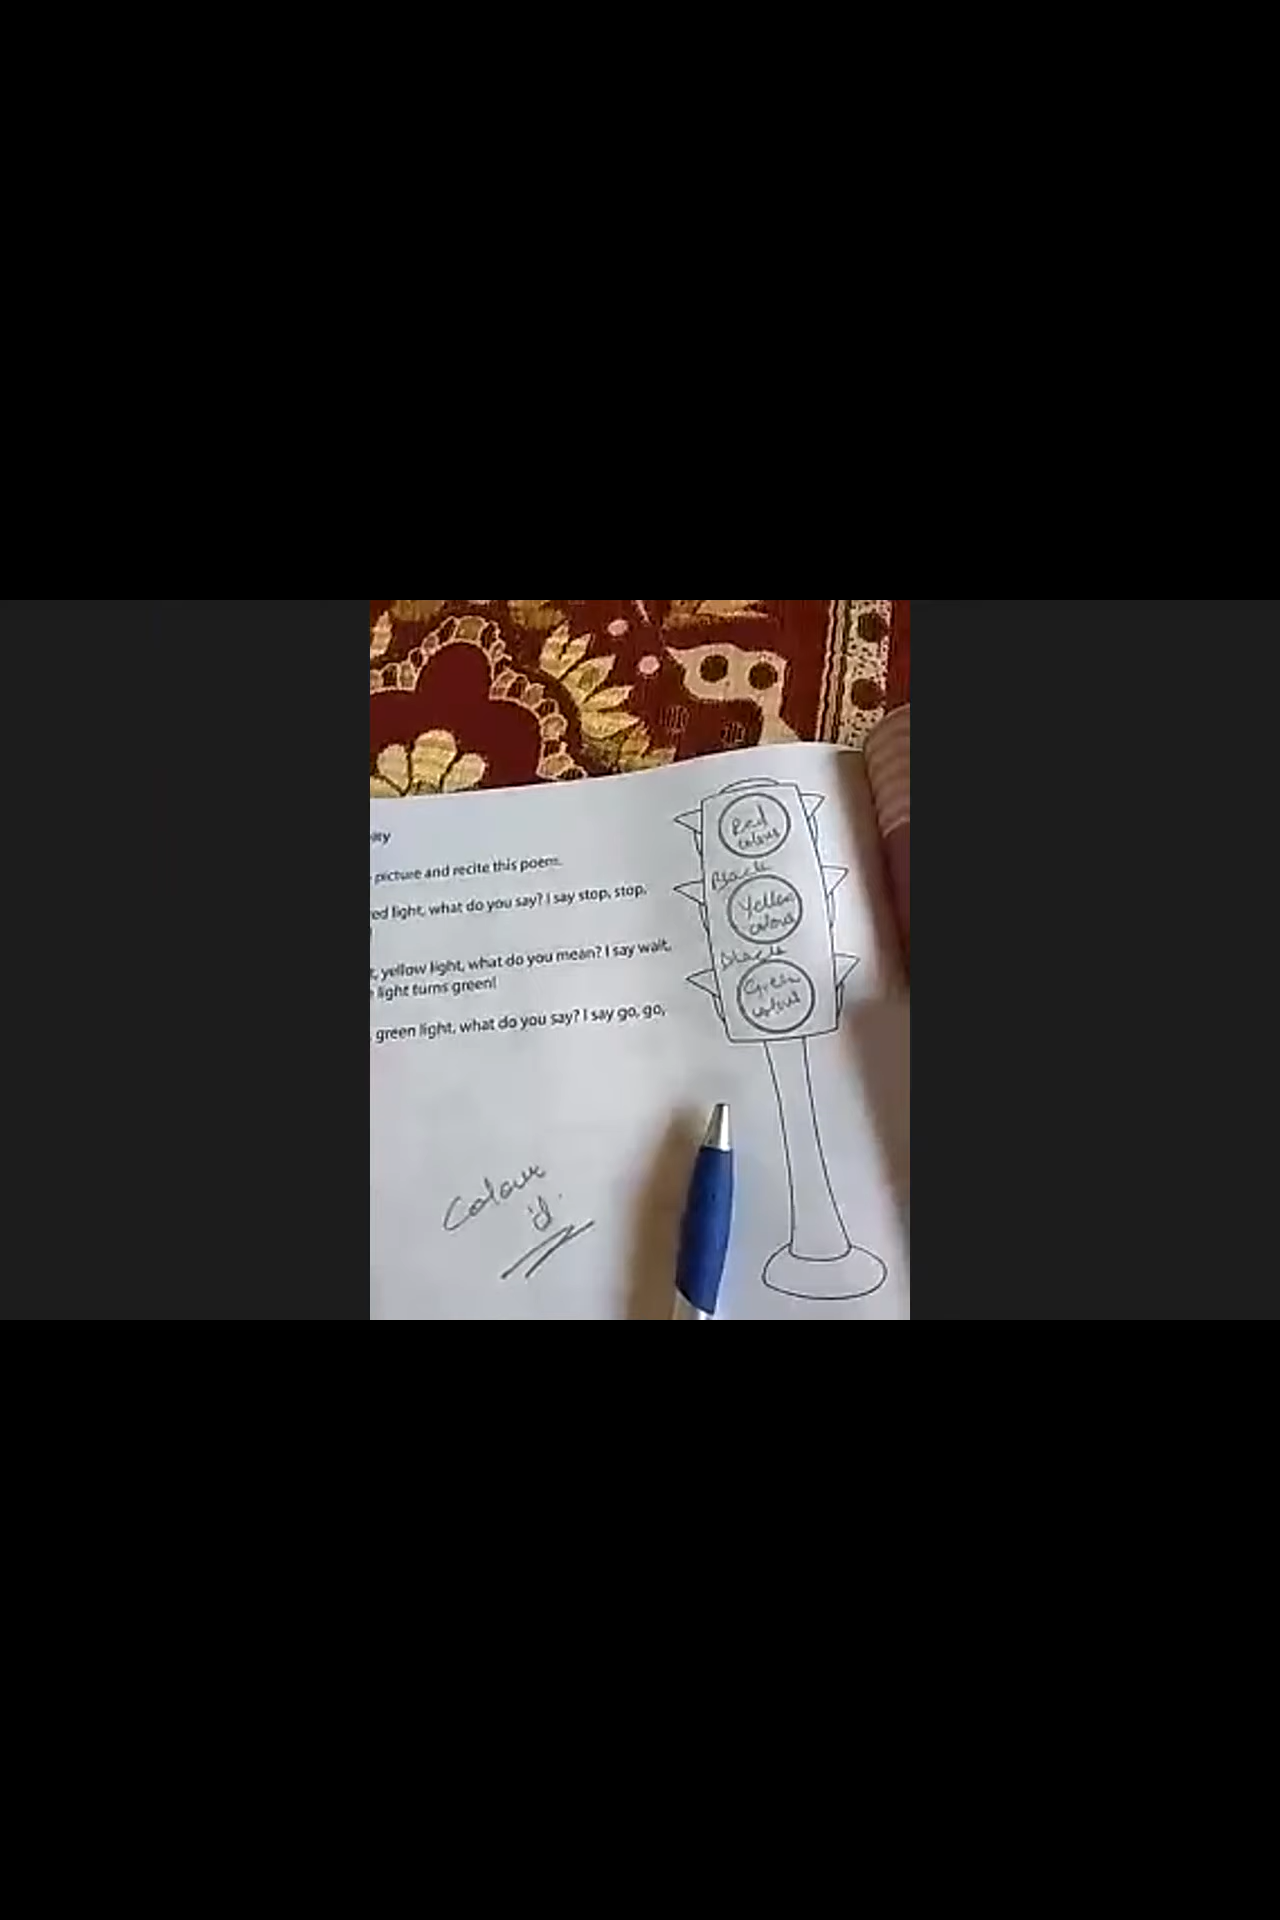 picture and recite this poem.
ed light, what do you say? I say stop, stop,
, yellow light, what do you mean? I say wait,
light turns green!
green light, what do you say? I say go, go,
Red
colour
Black
Yellow
colour
Black
Green
colour
Colour
it.